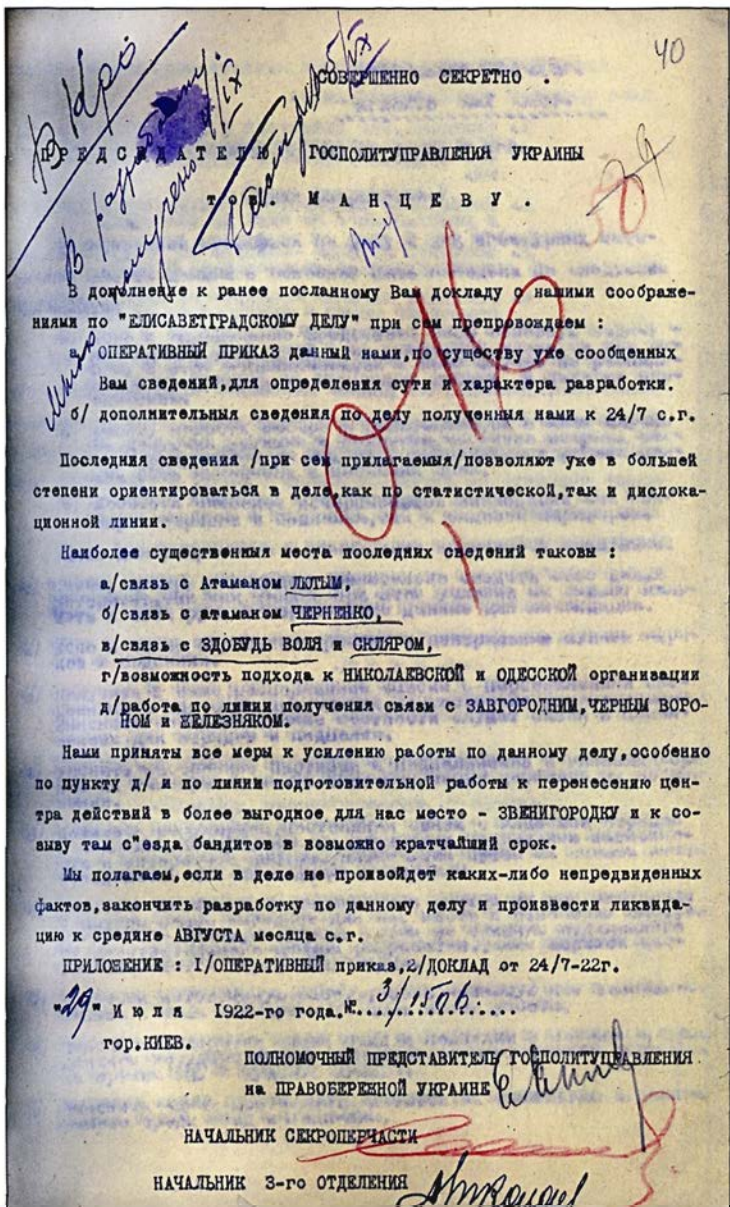 40
В Кро
СОВЕРШЕННО СЕКРЕТНО .
ПРЕДСЕДАТЕЛЮ ГОСПОЛИТУПРАВЛЕНИЯ УКРАИНЫ
тов. МАНЦЕВУ.
39
В дополнение к ранее посланному Вам докладу с нашими соображе-
ниями по "ЕЛИСАВЕТГРАДСКОМУ ДЕЛУ" при сем препровождаем :
а/ ОПЕРАТИВНЫЙ ПРИКАЗ данный нами,по существу уже сообщенных
Вам сведений,для определения сути и характера разработки.
б/ дополнительныя сведения по делу полученныя нами к 24/7 с.г.
Последния сведения /при сем прилагаемыя/позволяют уже в большей
степени ориентироваться в деле,как по статистической,так и дислока-
ционной линии.
Наиболее существенныя места последних сведений таковы :
а/связь с Атаманом ЛЮТЫМ,
б/связь с атаманом ЧЕРНЕНКО,
в/связь с ЗДОБУДЬ ВОЛЯ и СКЛЯРОМ,
г/возможность подхода к НИКОЛАЕВСКОЙ и ОДЕССКОЙ организации
д/работа по линии получения связи с ЗАВГОРОДНИМ,ЧЕРНЫМ ВОРО-
НОМ и ЖЕЛЕЗНЯКОМ.
Нами приняты все меры к усилению работы по данному делу,особенно
по пункту д/ и по линии подготовительной работы к перенесению цен-
тра действий в более выгодное для нас место - ЗВЕНИГОРОДКУ и к со-
зыву там с"езда бандитов в возможно кратчайший срок.
Мы полагаем,если в деле не произойдет каких-либо непредвиденных
фактов,закончить разработку по данному делу и произвести ликвида-
цию к средине АВГУСТА месяца с.г.
ПРИЛОЖЕНИЕ : I/ОПЕРАТИВНЫЙ приказ,2/ДОКЛАД от 24/7-22г.
"29" Июля 1922-го года.№ 3/1506.
гор.КИЕВ.
ПОЛНОМОЧНЫЙ ПРЕДСТАВИТЕЛЬ ГОСПОЛИТУПРАВЛЕНИЯ
на ПРАВОБЕРЕЖНОЙ УКРАИНЕ
НАЧАЛЬНИК СЕКРОПЕРЧАСТИ
НАЧАЛЬНИК 3-го ОТДЕЛЕНИЯ